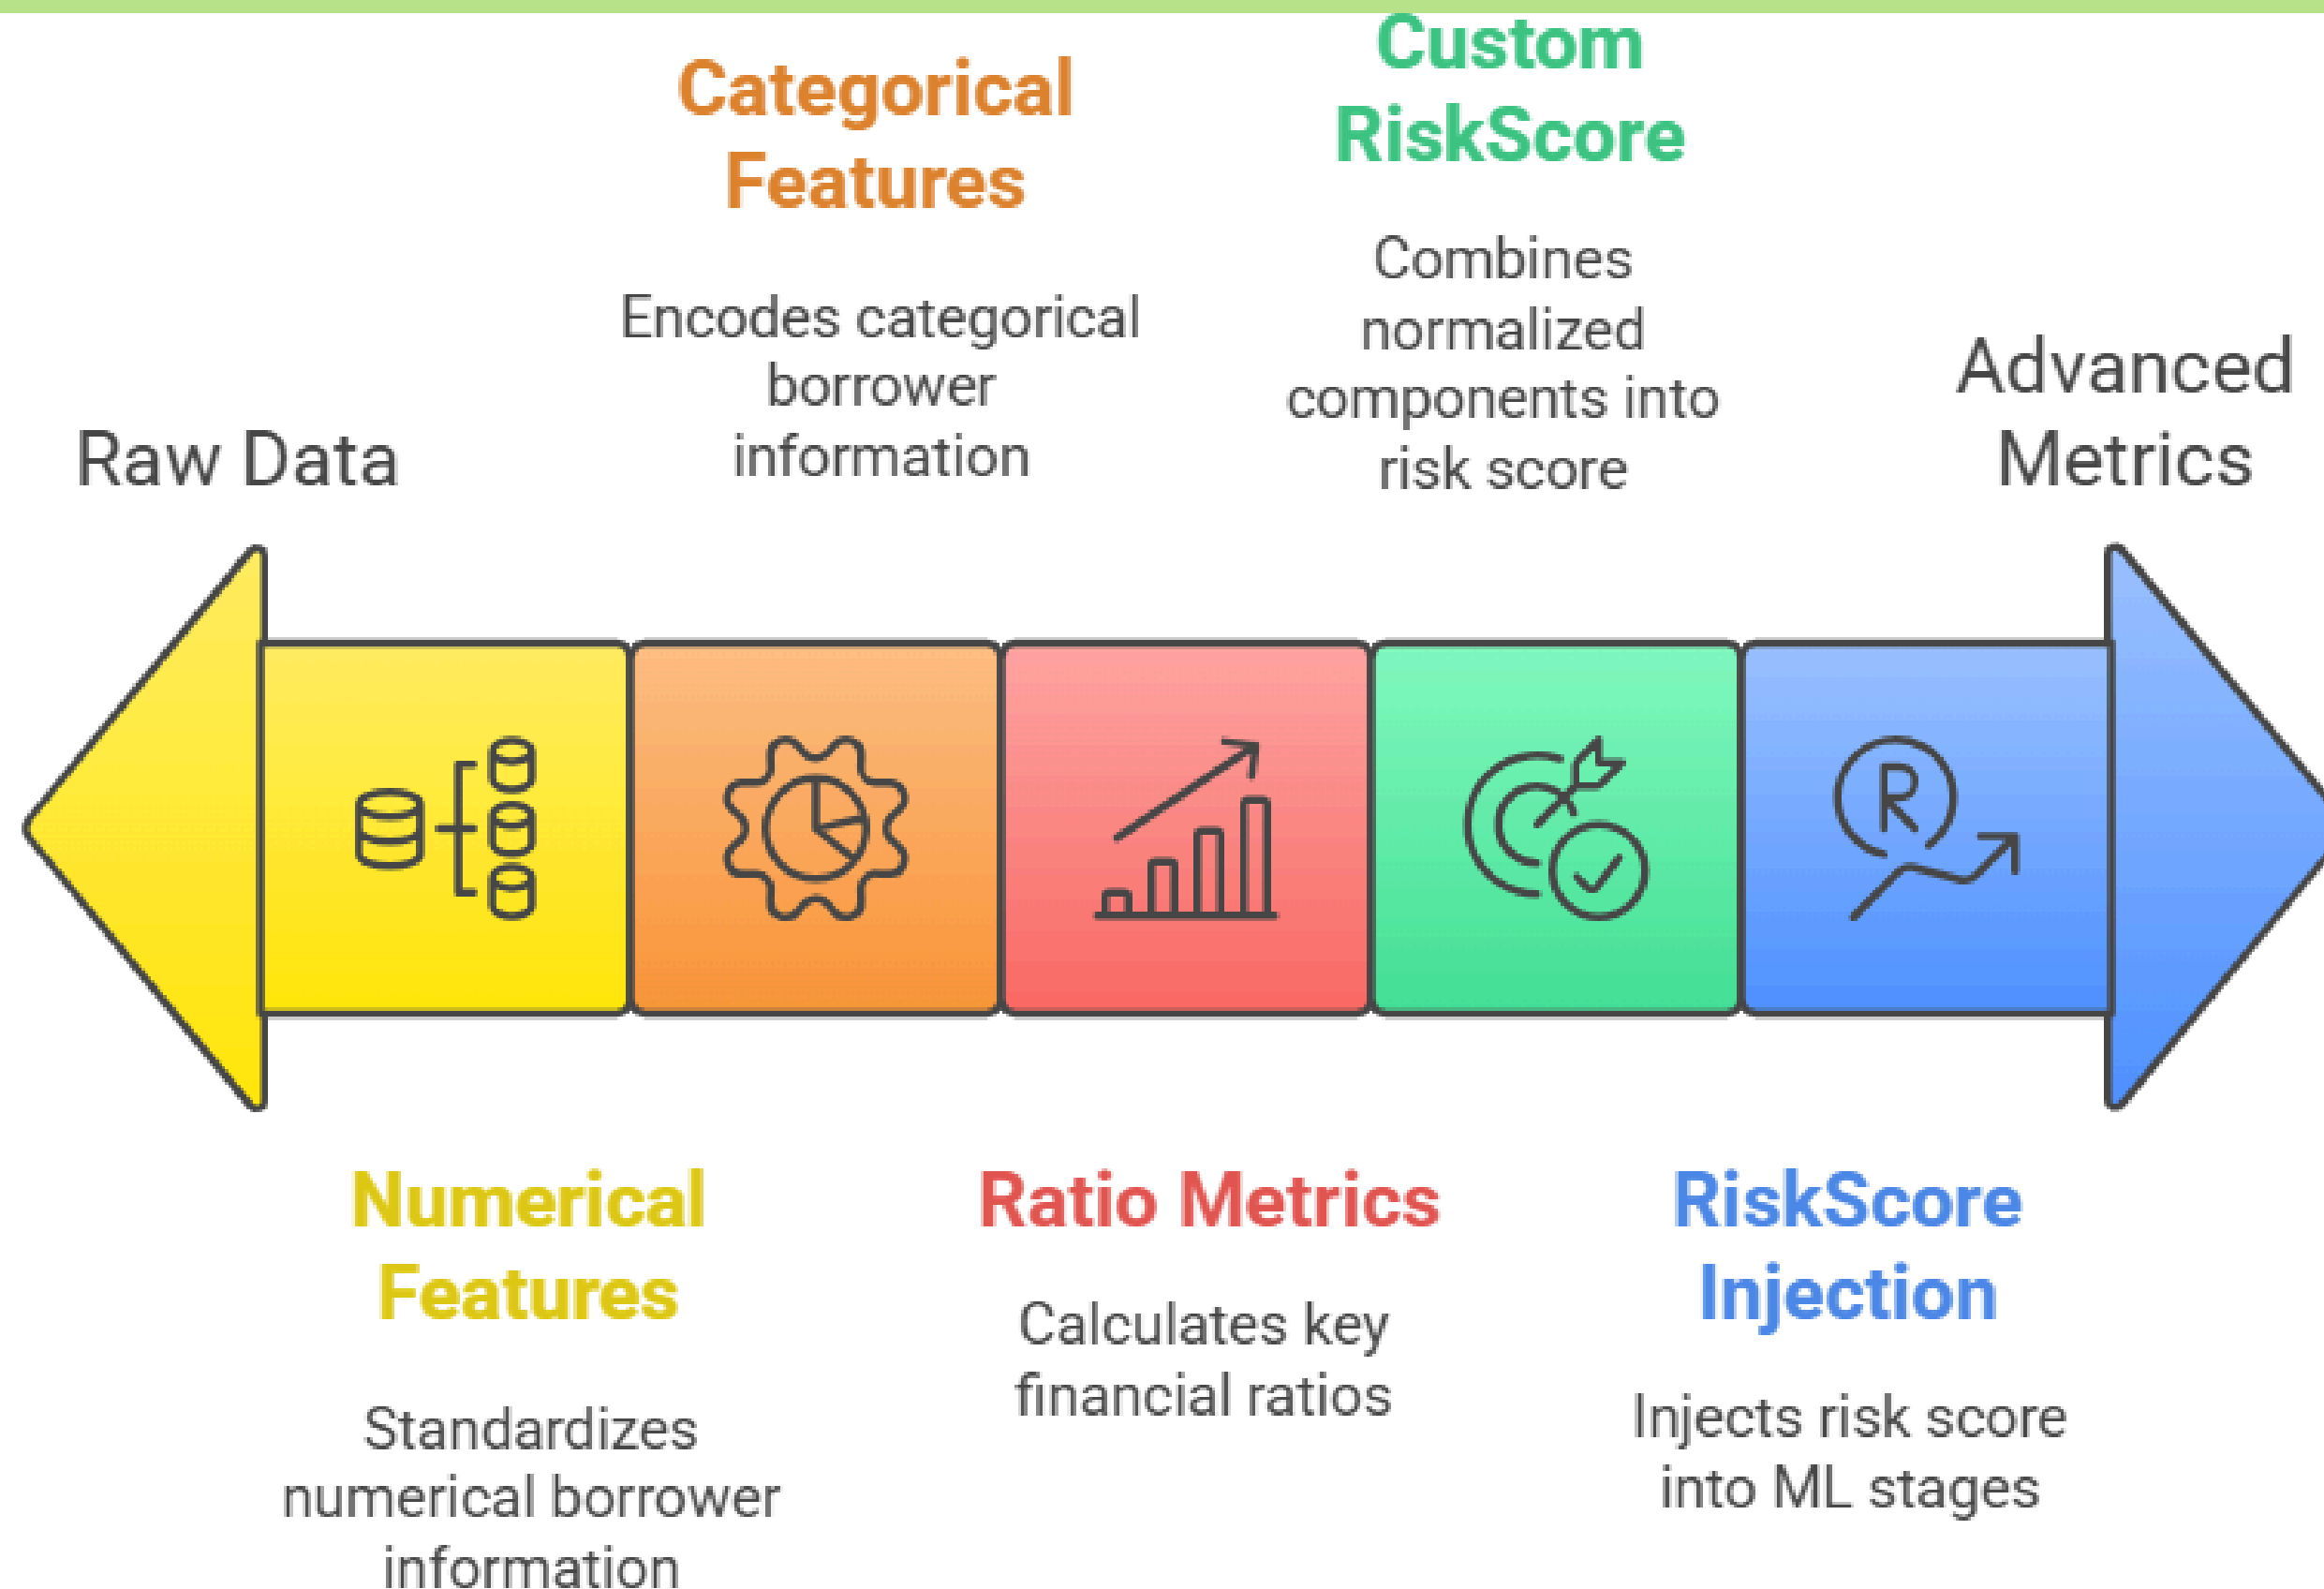 Custom
RiskScore
Categorical
Features
Combines
normalized
components into
risk score
Encodes categorical
borrower
information
Advanced
Metrics
Raw Data
R
Numerical
Features
Standardizes
numerical borrower
information
Ratio Metrics
Calculates key
financial ratios
RiskScore
Injection
Injects risk score
into ML stages